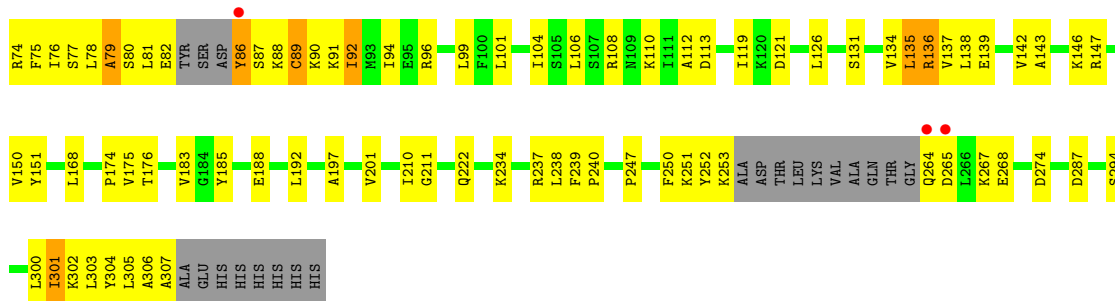 R74 F75 I76 S77 L78 A79 S80 L81 E82 TYR SER ASP Y86 S87 K88 C89 K90 K91 I92 M93 I94 E95 R96 L99 F100 L101 I104 S105 L106 S107 R108 N109 K110 I111 A112 D113 I119 K120 D121 L126 S131 V134 L135 R136 V137 L138 E139 V142 A143 K146 R147
V150 Y151 L168 P174 V175 T176 V183 G184 Y185 E188 L192 A197 V201 I210 G211 Q222 K234 R237 L238 F239 P240 P247 F250 K251 Y252 K253 ALA ASP THR LEU LYS VAL ALA GLN THR GLY Q264 D265 L266 K267 E268 D274 D287 S294
L300 I301 K302 L303 Y304 L305 A306 A307 ALA GLU HIS HIS HIS HIS HIS HIS